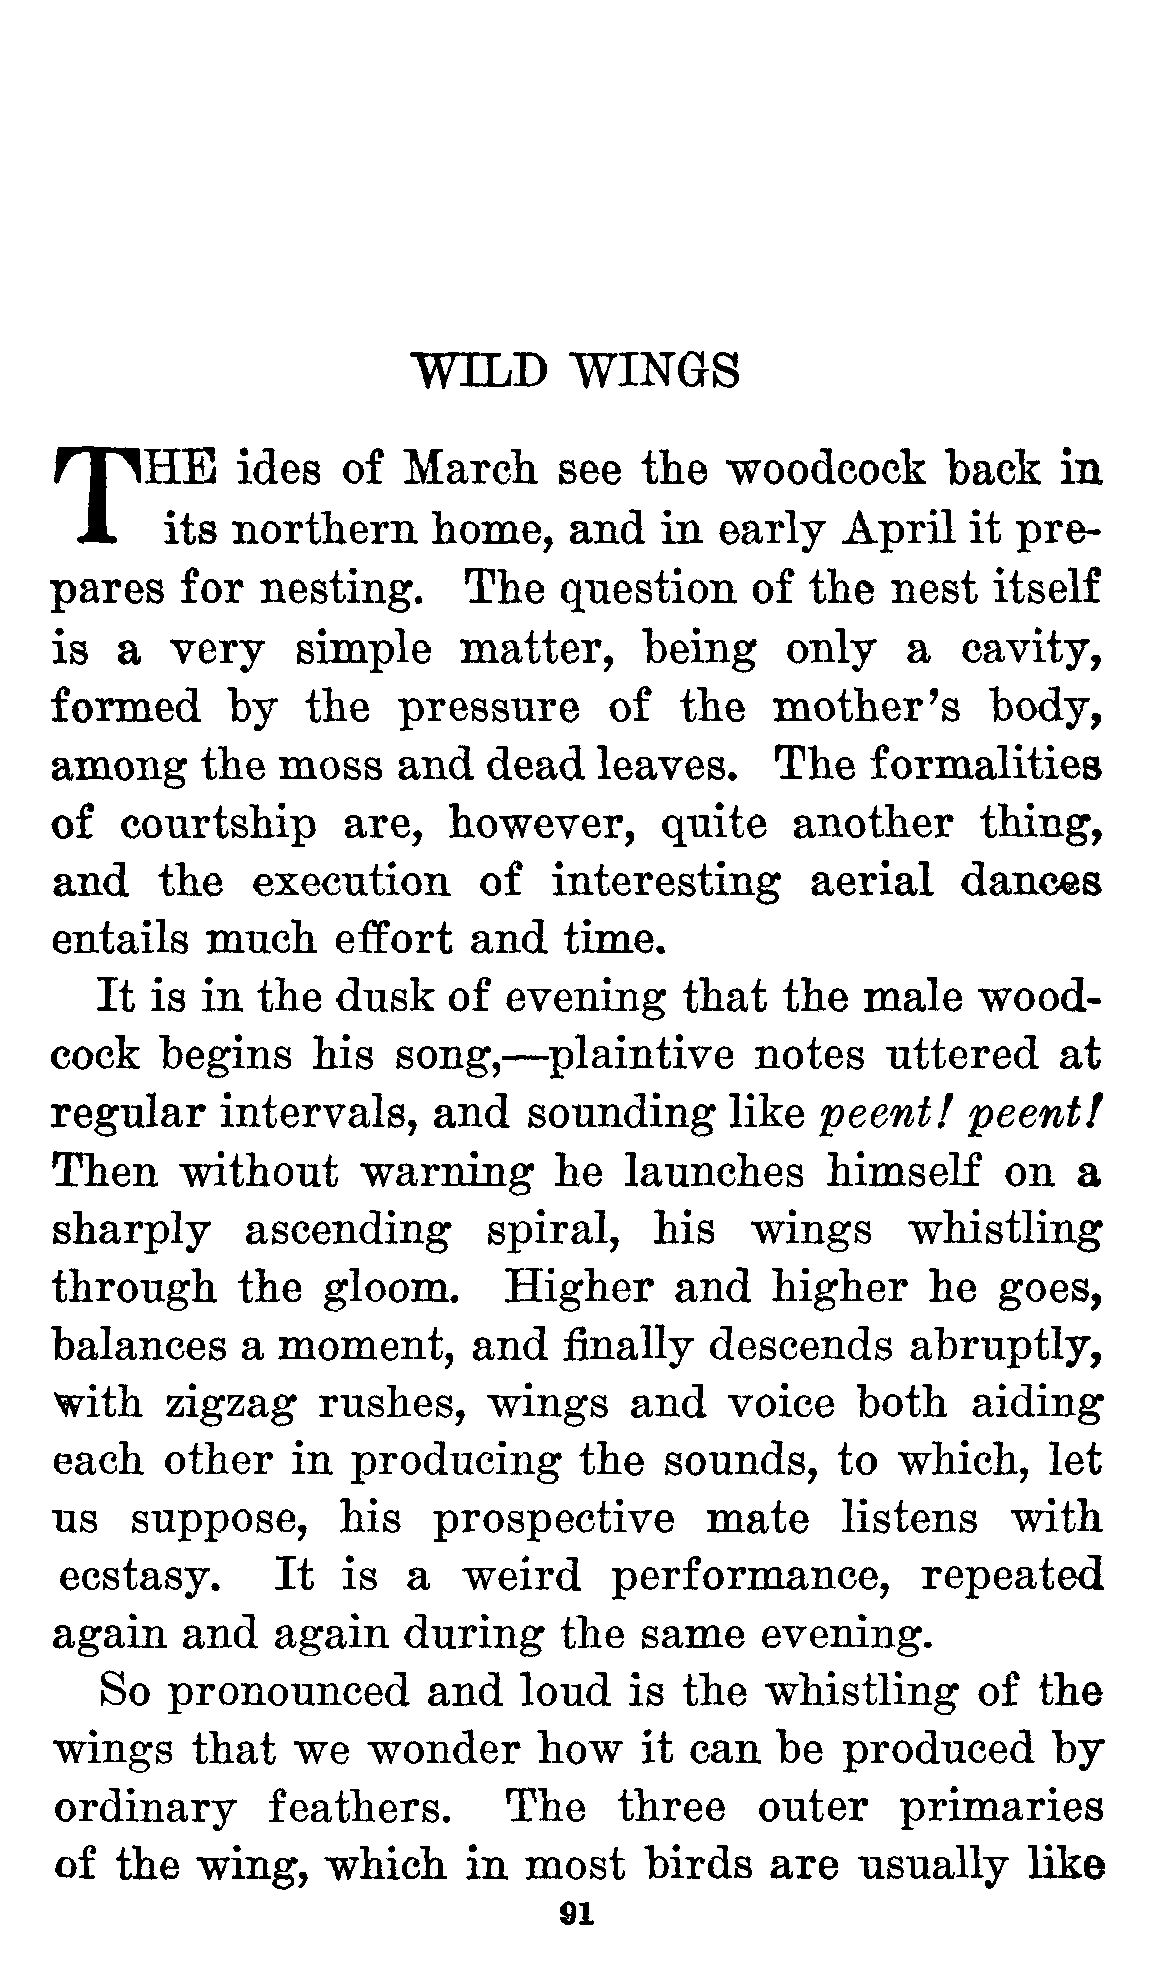 WILD WINGS
THE ides of March see the woodcock back in
its northern home, and in early April it pre-
pares for nesting. The question of the nest itself
is a very simple matter, being only a cavity,
formed by the pressure of the mother's body,
among the moss and dead leaves. The formalities
of courtship are, however, quite another thing,
and the execution of interesting aerial dances
entails much effort and time.
It is in the dusk of evening that the male wood-
cock begins his song,—plaintive notes uttered at
regular intervals, and sounding like peent! peent!
Then without warning he launches himself on a
sharply ascending spiral, his wings whistling
through the gloom. Higher and higher he goes,
balances a moment, and finally descends abruptly,
with zigzag rushes, wings and voice both aiding
each other in producing the sounds, to which, let
us suppose, his prospective mate listens with
ecstasy. It is a weird performance, repeated
again and again during the same evening.
So pronounced and loud is the whistling of the
wings that we wonder how it can be produced by
ordinary feathers. The three outer primaries
of the wing, which in most birds are usually like
91